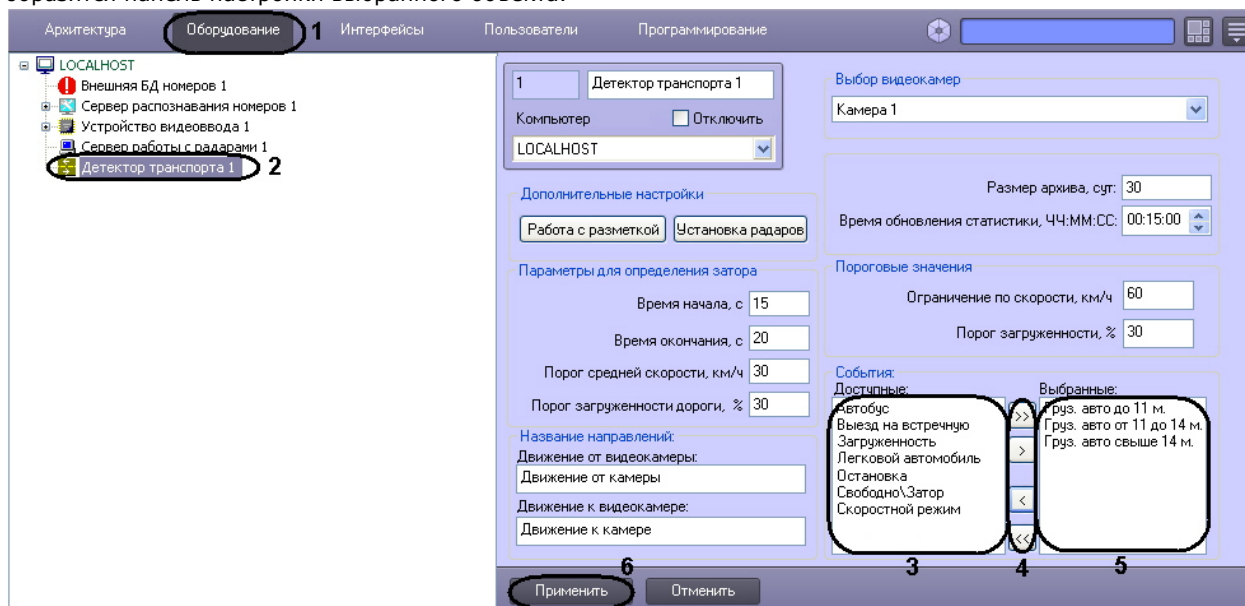 образится панель настройки выбранного объекта.
Архитектура Оборудование 1 Интерфейсы Пользователи Программирование
LOCALHOST
Внешняя БД номеров 1
Сервер распознавания номеров 1
Устройство видеоввода 1
Сервер работы с радарами 1
Детектор транспорта 1 2
1 Детектор транспорта 1
Компьютер Отключить
LOCALHOST
Дополнительные настройки
Работа с разметкой Установка радаров
Параметры для определения затора
Время начала, с 15
Время окончания, с 20
Порог средней скорости, км/ч 30
Порог загруженности дороги, % 30
Название направлений:
Движение от видеокамеры:
Движение от камеры
Движение к видеокамере:
Движение к камере
Выбор видеокамер
Камера 1
Размер архива, сут: 30
Время обновления статистики, ЧЧ:ММ:СС: 00:15:00
Пороговые значения
Ограничение по скорости, км/ч 60
Порог загруженности, % 30
События:
Доступные:
Автобус
Выезд на встречную
Загруженность
Легковой автомобиль
Остановка
Свободно\Затор
Скоростной режим
3
>>
>
<
<<
4
Выбранные:
Груз. авто до 11 м.
Груз. авто от 11 до 14 м.
Груз. авто свыше 14 м.
5
6
Применить Отменить